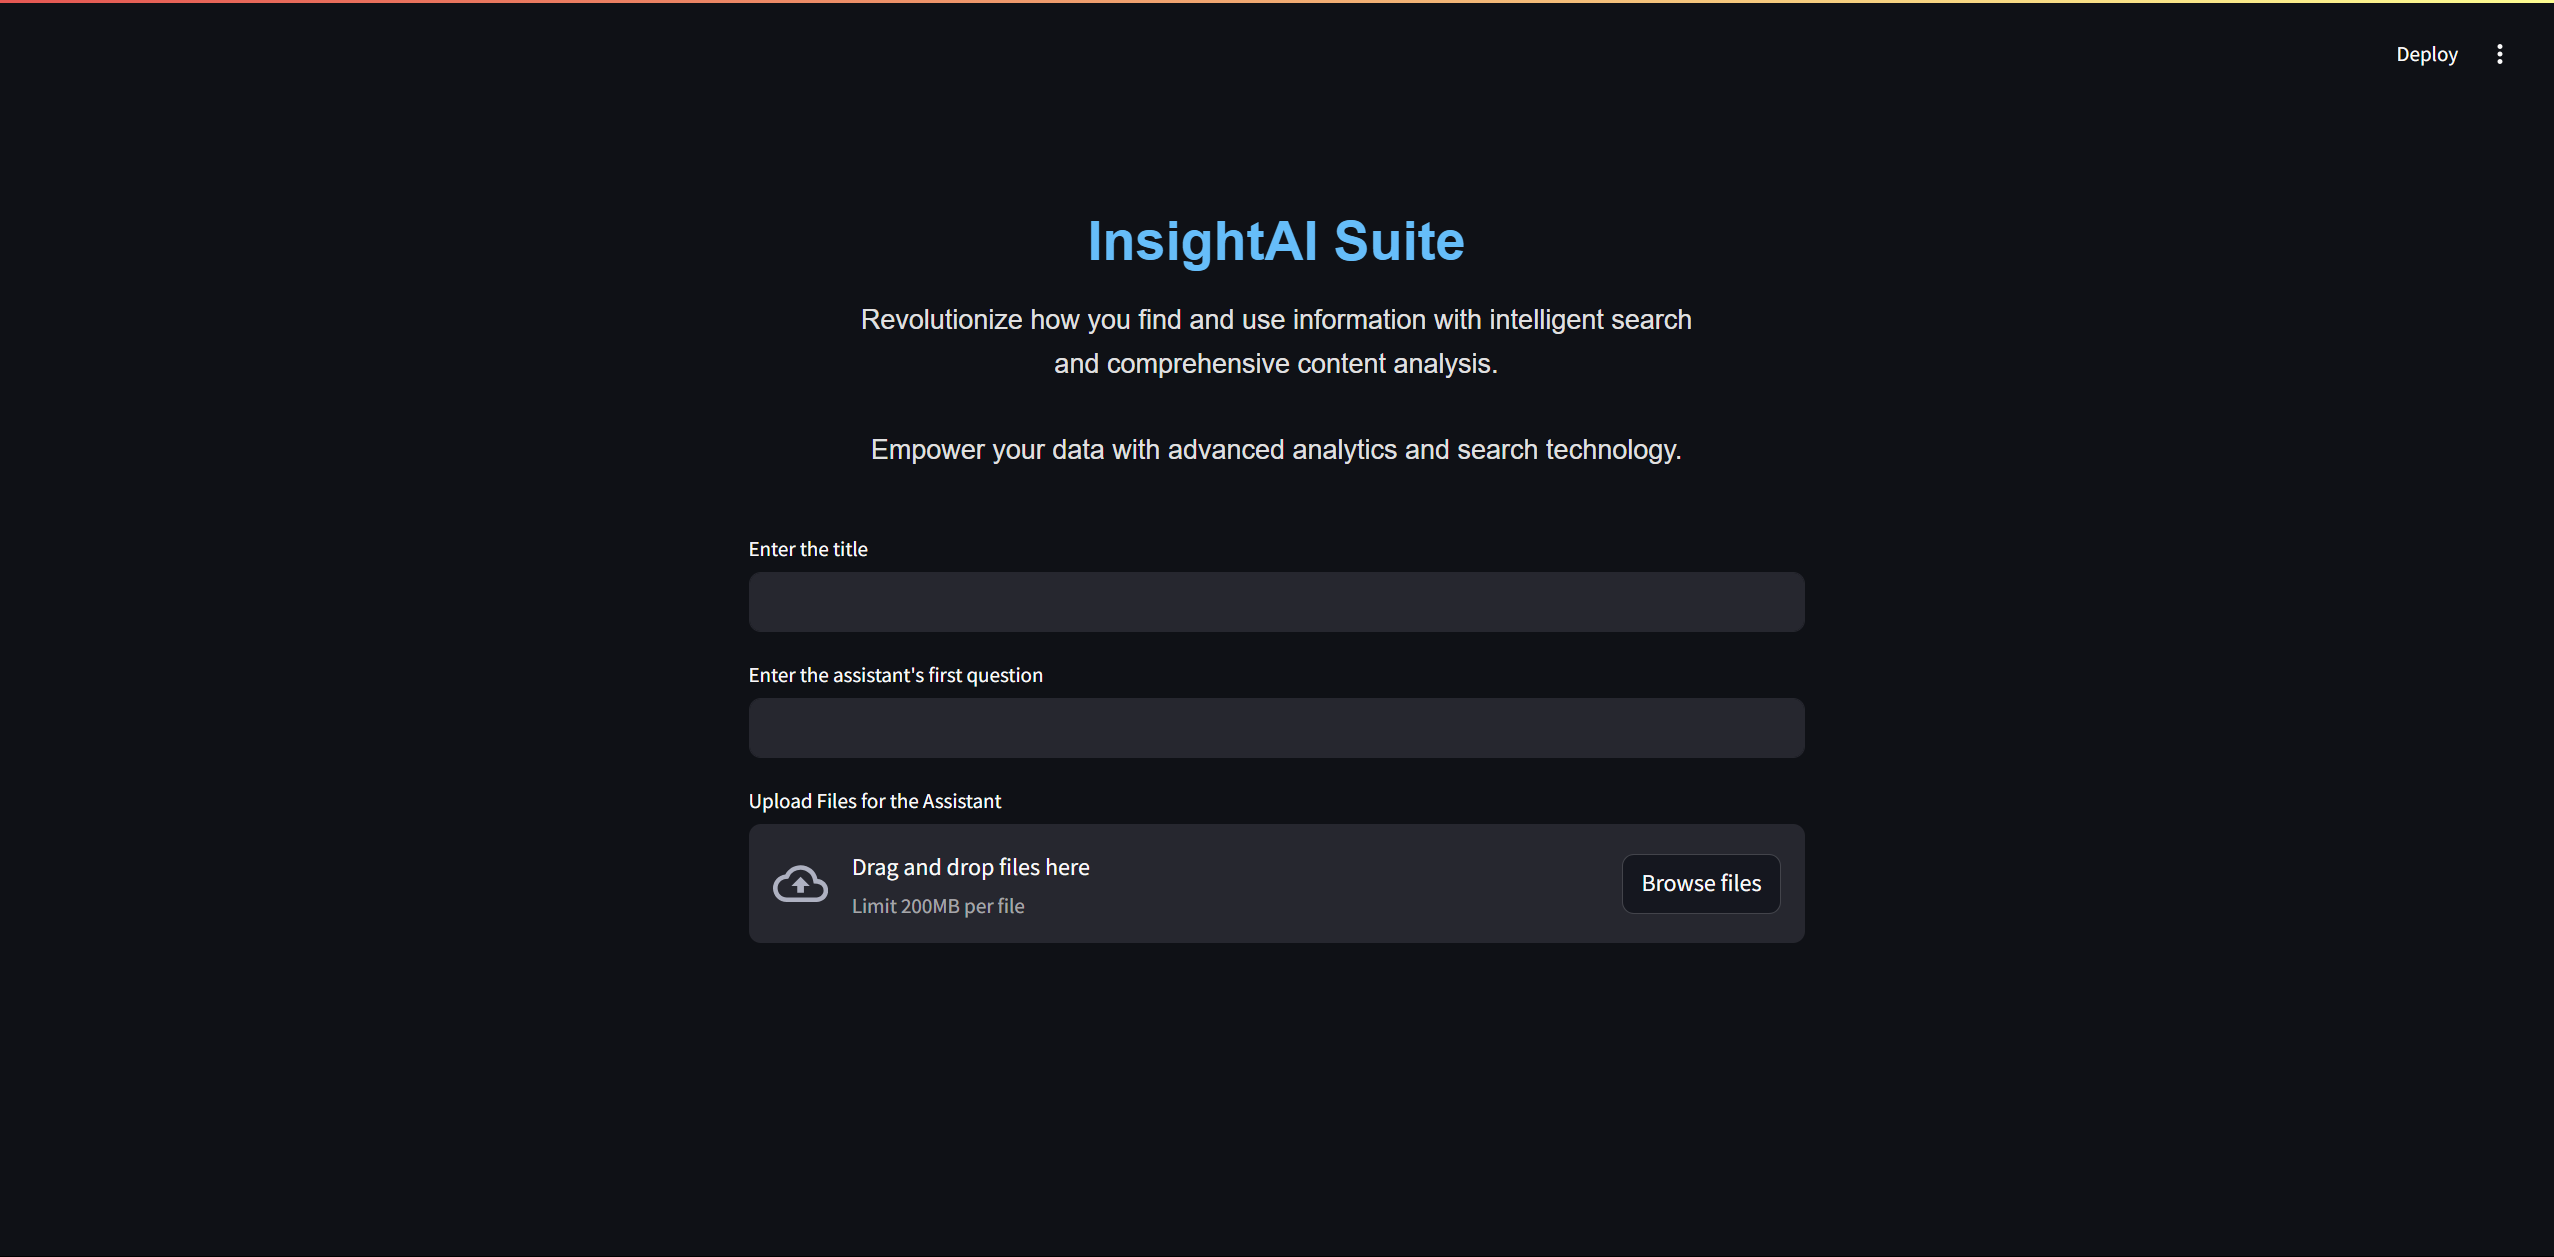 Deploy
InsightAI Suite
Revolutionize how you find and use information with intelligent search
and comprehensive content analysis.
Empower your data with advanced analytics and search technology.
Enter the title
Enter the assistant's first question
Upload Files for the Assistant
Drag and drop files here
Limit 200MB per file
Browse files